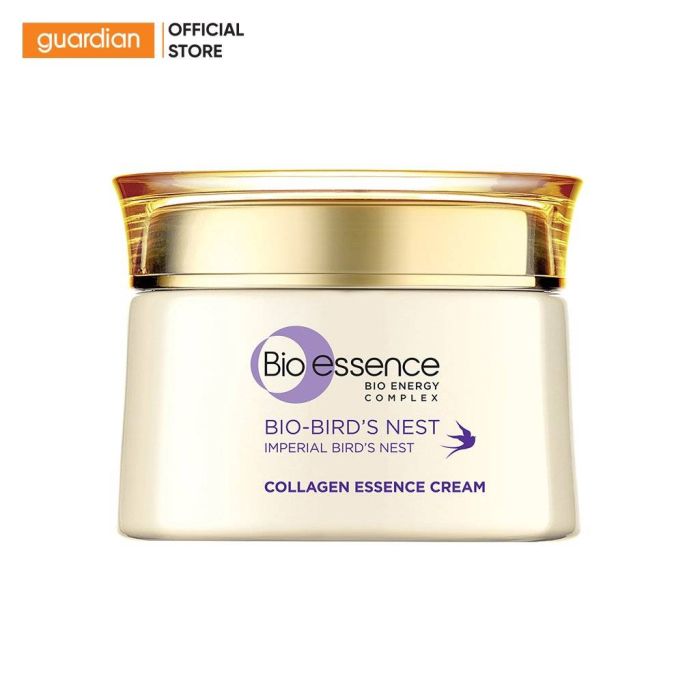 guardian
OFFICIAL
STORE
Bio essence
BIO ENERGY
COMPLEX
BIO-BIRD'S NEST
IMPERIAL BIRD'S NEST
COLLAGEN ESSENCE CREAM